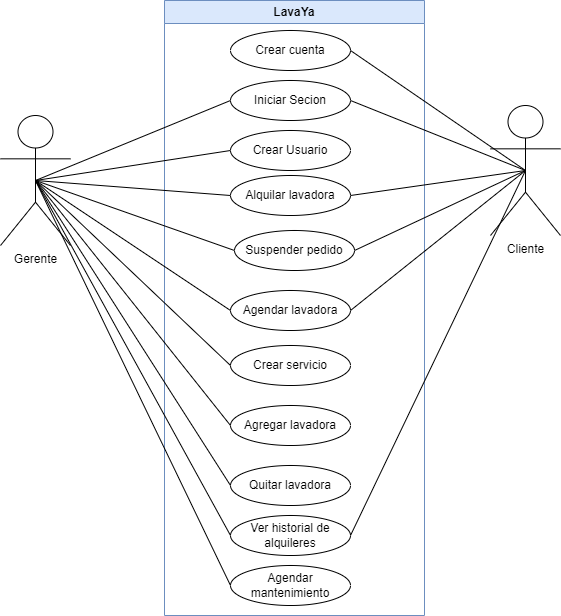 LavaYa
Crear cuenta
Iniciar Secion
Crear Usuario
Alquilar lavadora
Suspender pedido
Gerente
Cliente
Agendar lavadora
Crear servicio
Agregar lavadora
Quitar lavadora
Ver historial de
alquileres
Agendar
mantenimiento